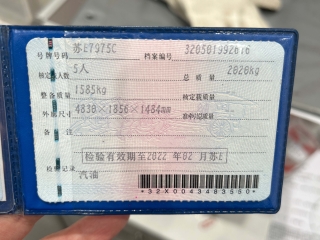 号牌号码 苏E7975C 档案编号 320501992676
核定载人数 5人 总质量 2020kg
整备质量 1585kg 核定载质量
外廓尺寸 4830×1856×1484mm 准牵引总质量
备注
检验有效期至2022年02月苏E
检验记录 汽油
*32X0043483550*